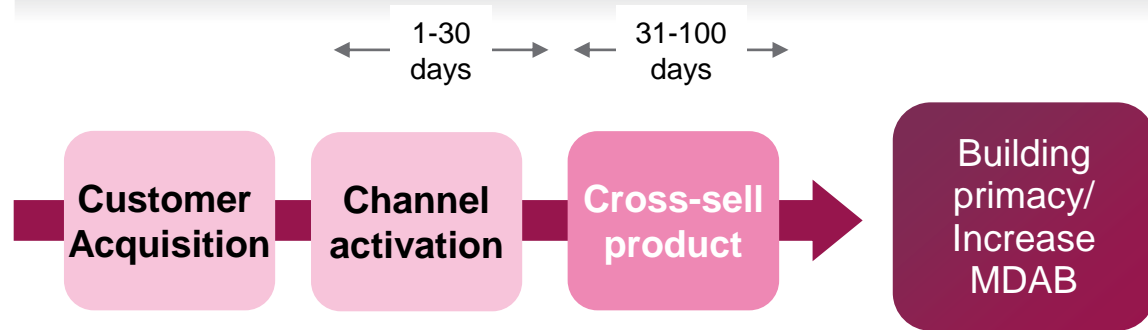 1-30
days
31-100
days
Customer
Acquisition
Channel
activation
Cross-sell
product
Building
primacy/
Increase
MDAB